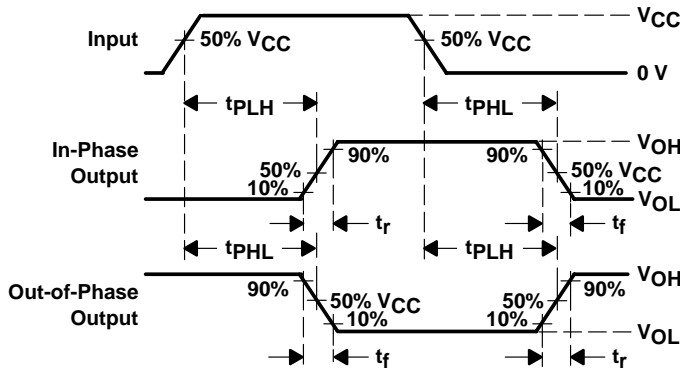 VCC
Input
50% VCC
50% VCC
0 V
tPLH
tPHL
In-Phase
Output
VOH
90%
90%
50%
50% VCC
10%
10%
VOL
tr
tf
tPHL
tPLH
Out-of-Phase
Output
VOH
90%
90%
50% VCC
50%
10%
10%
VOL
tf
tr